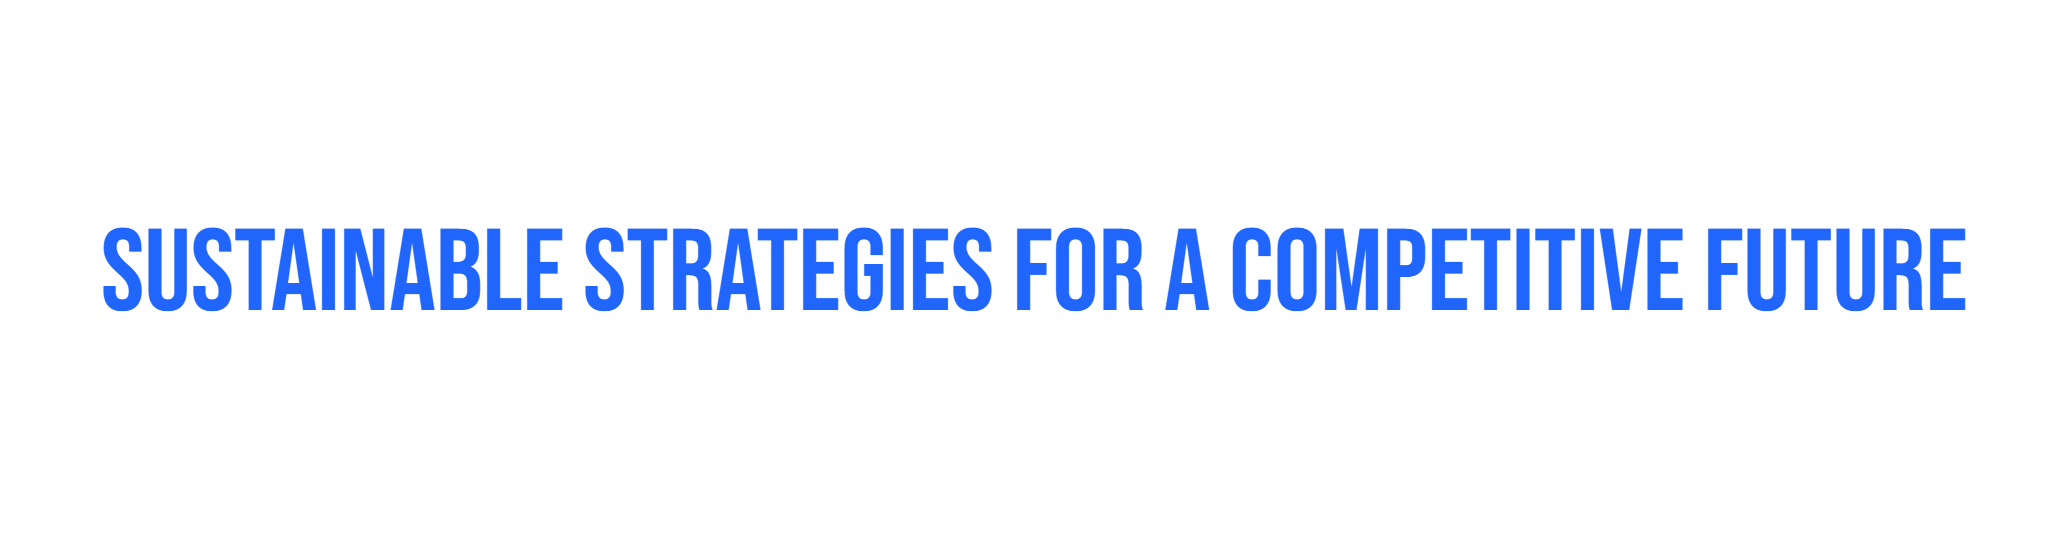 SUSTAINABLE STRATEGIES FOR A COMPETITIVE FUTURE